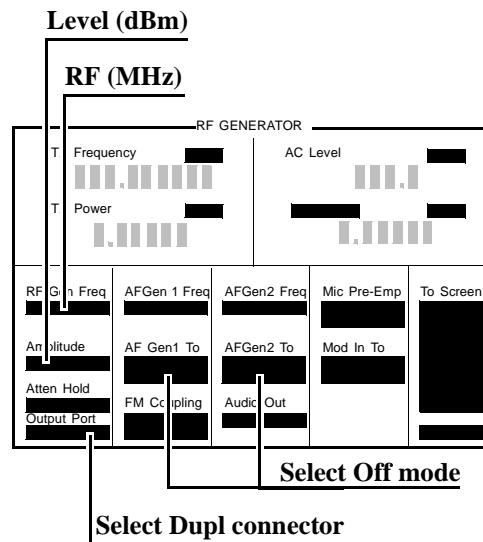 Level (dBm)
RF (MHz)
RF GENERATOR
T Frequency
AC Level
T Power
RF Gen Freq
AFGen 1 Freq
AFGen2 Freq
Mic Pre-Emp
To Screen
Amplitude
AF Gen1 To
AFGen2 To
Mod In To
Atten Hold
FM Coupling
Audio Out
Output Port
Select Off mode
Select Dupl connector